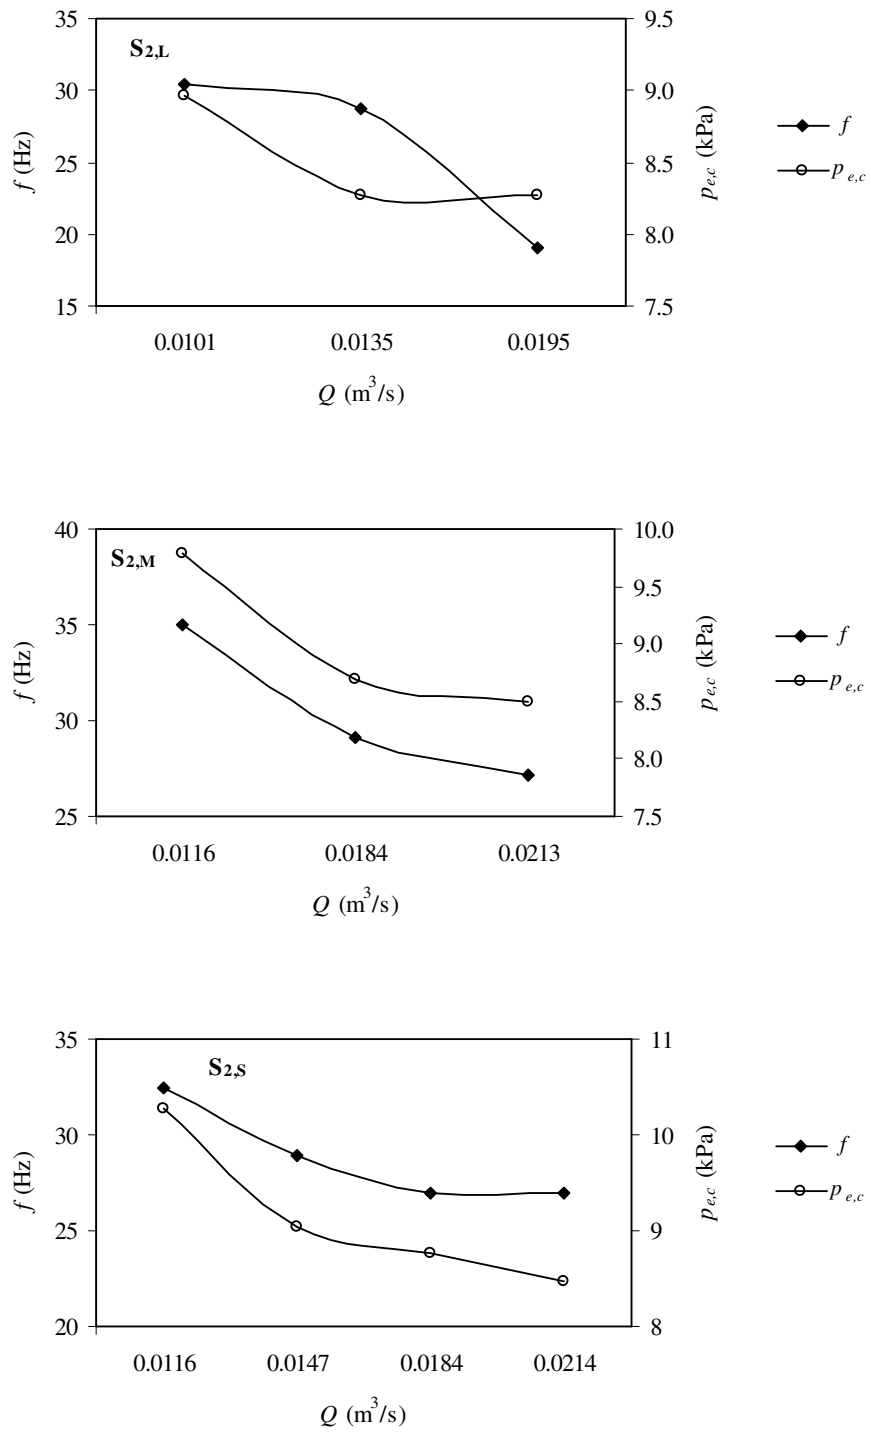 S2,L
35
30
25
20
15
f (Hz)
9.5
9.0
8.5
8.0
7.5
pe,c (kPa)
0.0101 0.0135 0.0195
Q (m3/s)
f
p e,c
S2,M
40
35
30
25
f (Hz)
10.0
9.5
9.0
8.5
8.0
7.5
pe,c (kPa)
0.0116 0.0184 0.0213
Q (m3/s)
f
p e,c
S2,S
35
30
25
20
f (Hz)
11
10
9
8
pe,c (kPa)
0.0116 0.0147 0.0184 0.0214
Q (m3/s)
f
p e,c